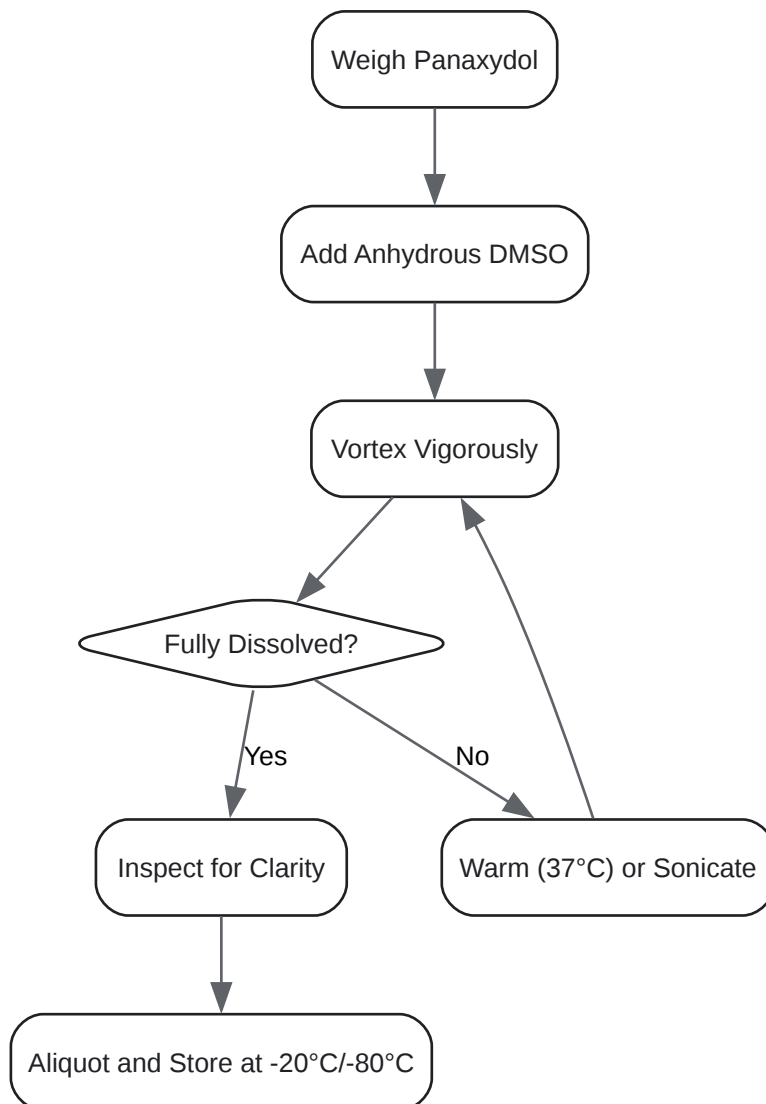 Weigh Panaxydol
Add Anhydrous DMSO
Vortex Vigorously
Fully Dissolved?
Yes
No
Inspect for Clarity
Warm (37°C) or Sonicate
Aliquot and Store at -20°C/-80°C